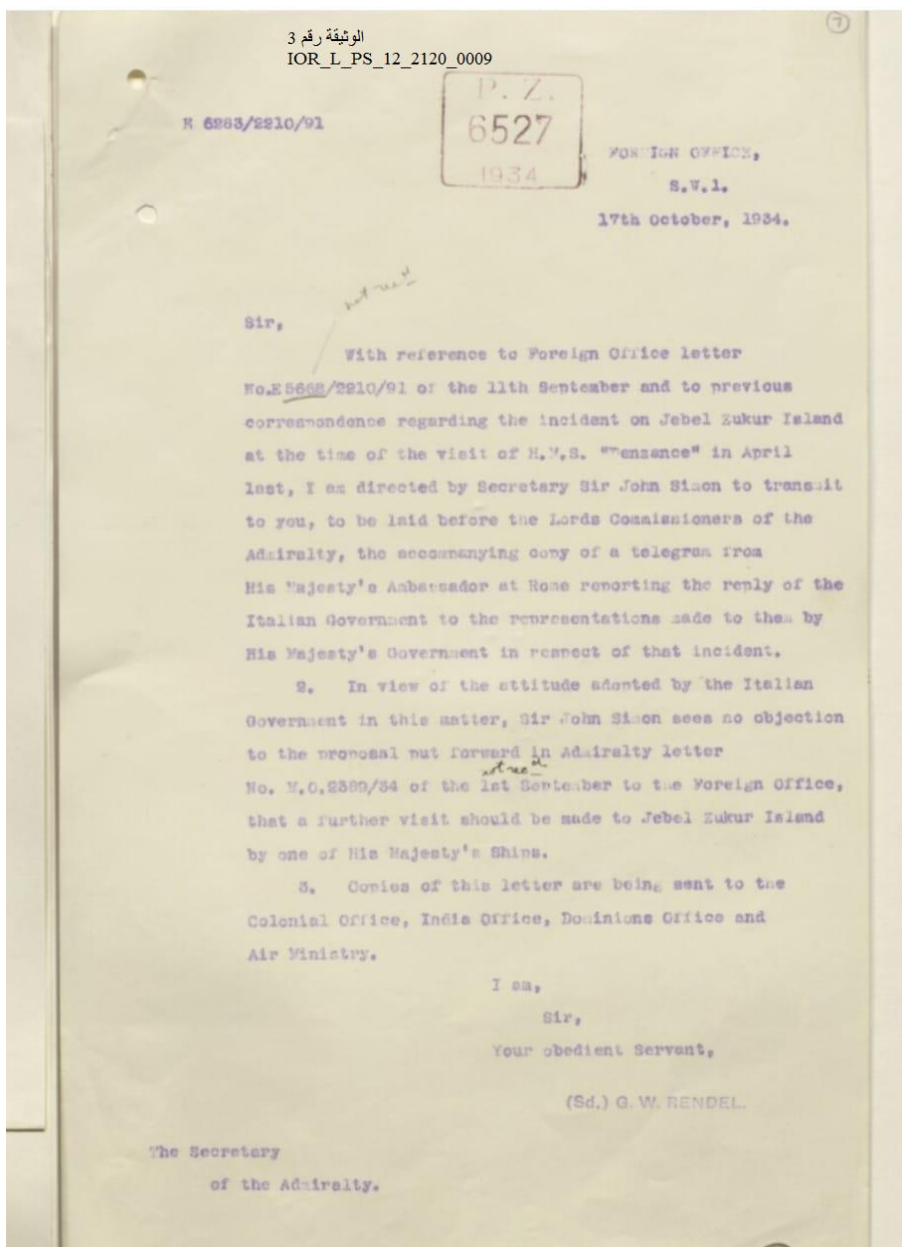 (7)
الوثيقة رقم 3
IOR_L_PS_12_2120_0009
P. Z.
6527
1934
E 6283/2210/91
FOREIGN OFFICE,
S.W.1.
17th October, 1934.
not recd
Sir,
With reference to Foreign Office letter
No.E 5668/2210/91 of the 11th September and to previous
correspondence regarding the incident on Jebel Zukur Island
at the time of the visit of H.M.S. "Penzance" in April
last, I am directed by Secretary Sir John Simon to transmit
to you, to be laid before the Lords Commissioners of the
Admiralty, the accompanying copy of a telegram from
His Majesty's Ambassador at Rome reporting the reply of the
Italian Government to the representations made to them by
His Majesty's Government in respect of that incident.
2. In view of the attitude adopted by the Italian
Government in this matter, Sir John Simon sees no objection
to the proposal put forward in Admiralty letter
not recd
No. M.0.2389/34 of the 1st September to the Foreign Office,
that a further visit should be made to Jebel Zukur Island
by one of His Majesty's Ships.
3. Copies of this letter are being sent to the
Colonial Office, India Office, Dominions Office and
Air Ministry.
I am,
Sir,
Your obedient Servant,
(Sd.) G. W. RENDEL.
The Secretary
of the Admiralty.